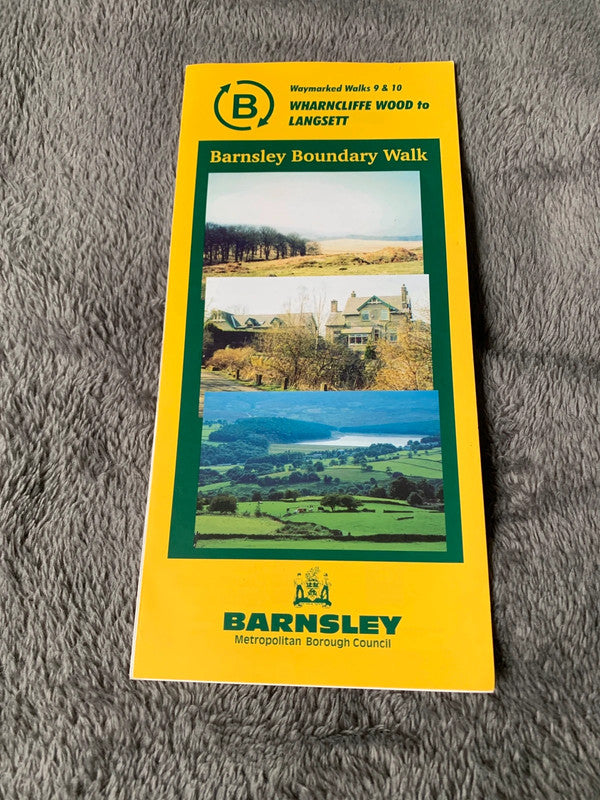 B
Waymarked Walks 9 & 10
WHARNCLIFFE WOOD to
LANGSETT
Barnsley Boundary Walk
BARNSLEY
Metropolitan Borough Council